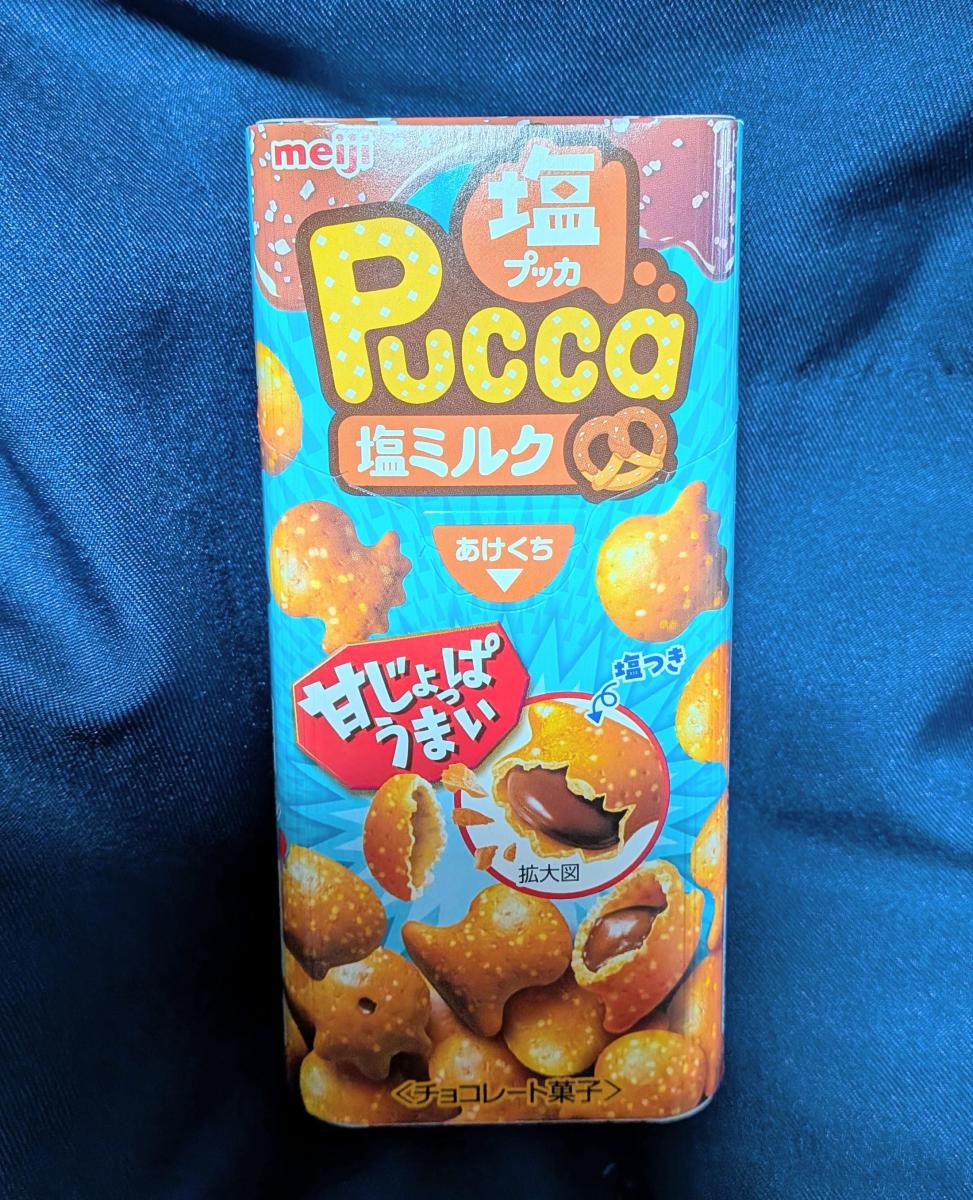 meiji
塩
プッカ
Pucca
塩ミルク
あけくち
塩つき
甘じょっぱ
うまい
拡大図
<チョコレート菓子>